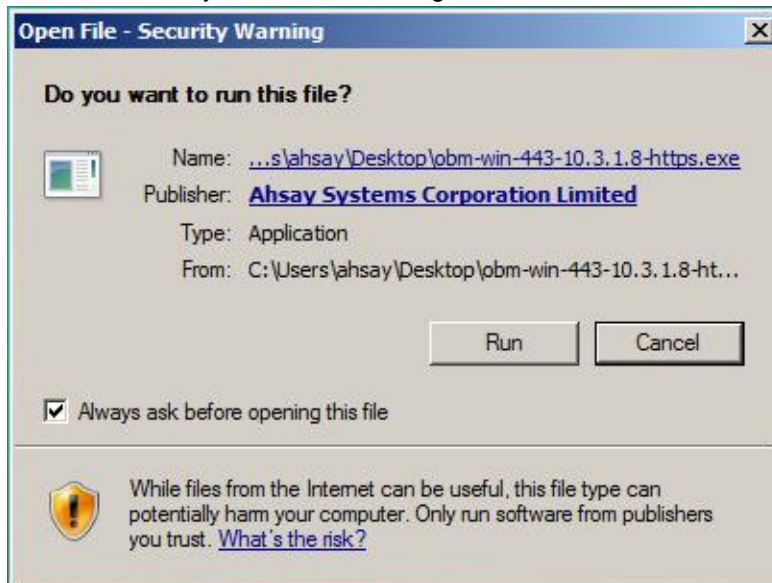 Open File - Security Warning
Do you want to run this file?
Name: ...s\ahsay\Desktop\obm-win-443-10.3.1.8-https.exe
Publisher: Ahsay Systems Corporation Limited
Type: Application
From: C:\Users\ahsay\Desktop\obm-win-443-10.3.1.8-ht...
Run Cancel
Always ask before opening this file
While files from the Internet can be useful, this file type can
potentially harm your computer. Only run software from publishers
you trust. What's the risk?